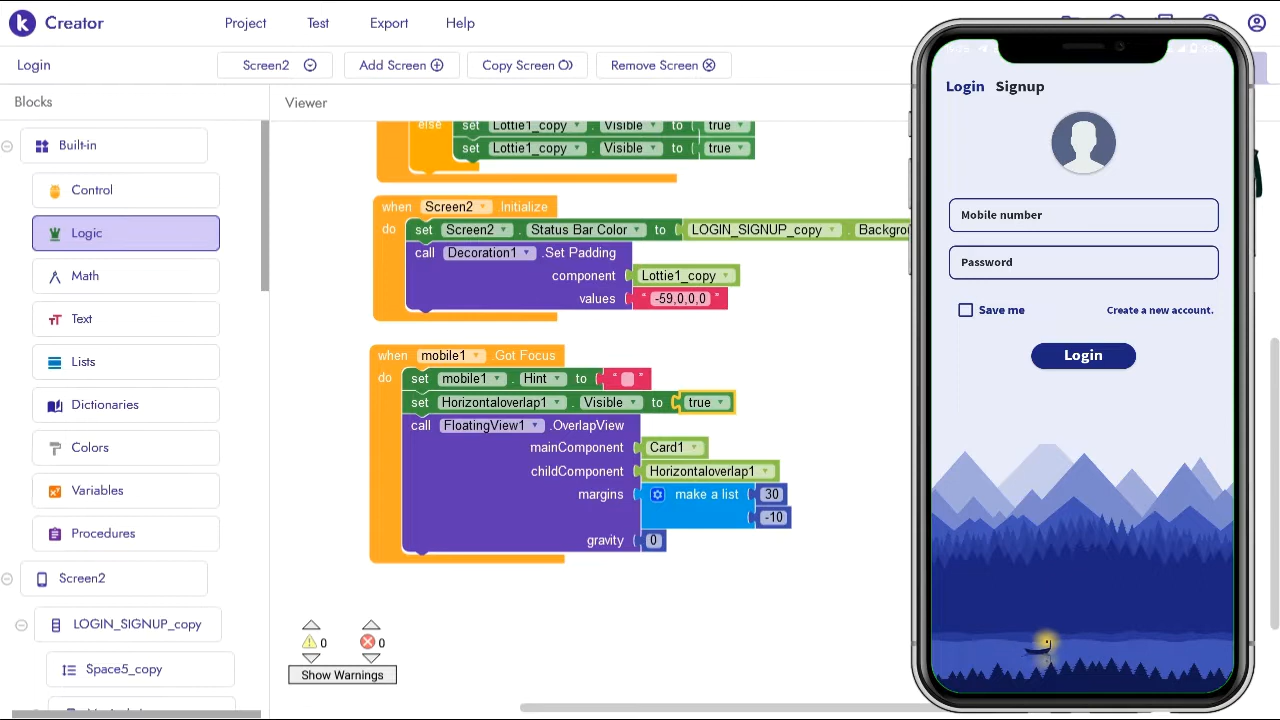 Creator
Project
Test
Export
Help
Login
Screen2
Add Screen
Copy Screen
Remove Screen
Blocks
Viewer
Built-in
Control
Logic
Math
Text
Lists
Dictionaries
Colors
Variables
Procedures
Screen2
LOGIN_SIGNUP_copy
Space5_copy
else set Lottie1_copy . Visible to true
set Lottie1_copy . Visible to true
when Screen2 .Initialize
do set Screen2 . Status Bar Color to LOGIN_SIGNUP_copy . Backgrou
call Decoration1 .Set Padding
component Lottie1_copy
values " -59,0,0,0 "
when mobile1 .Got Focus
do set mobile1 . Hint to " "
set Horizontaloverlap1 . Visible to true
call FloatingView1 .OverlapView
mainComponent Card1
childComponent Horizontaloverlap1
margins make a list 30
-10
gravity 0
0 0
Show Warnings
Login Signup
Mobile number
Password
Save me Create a new account.
Login